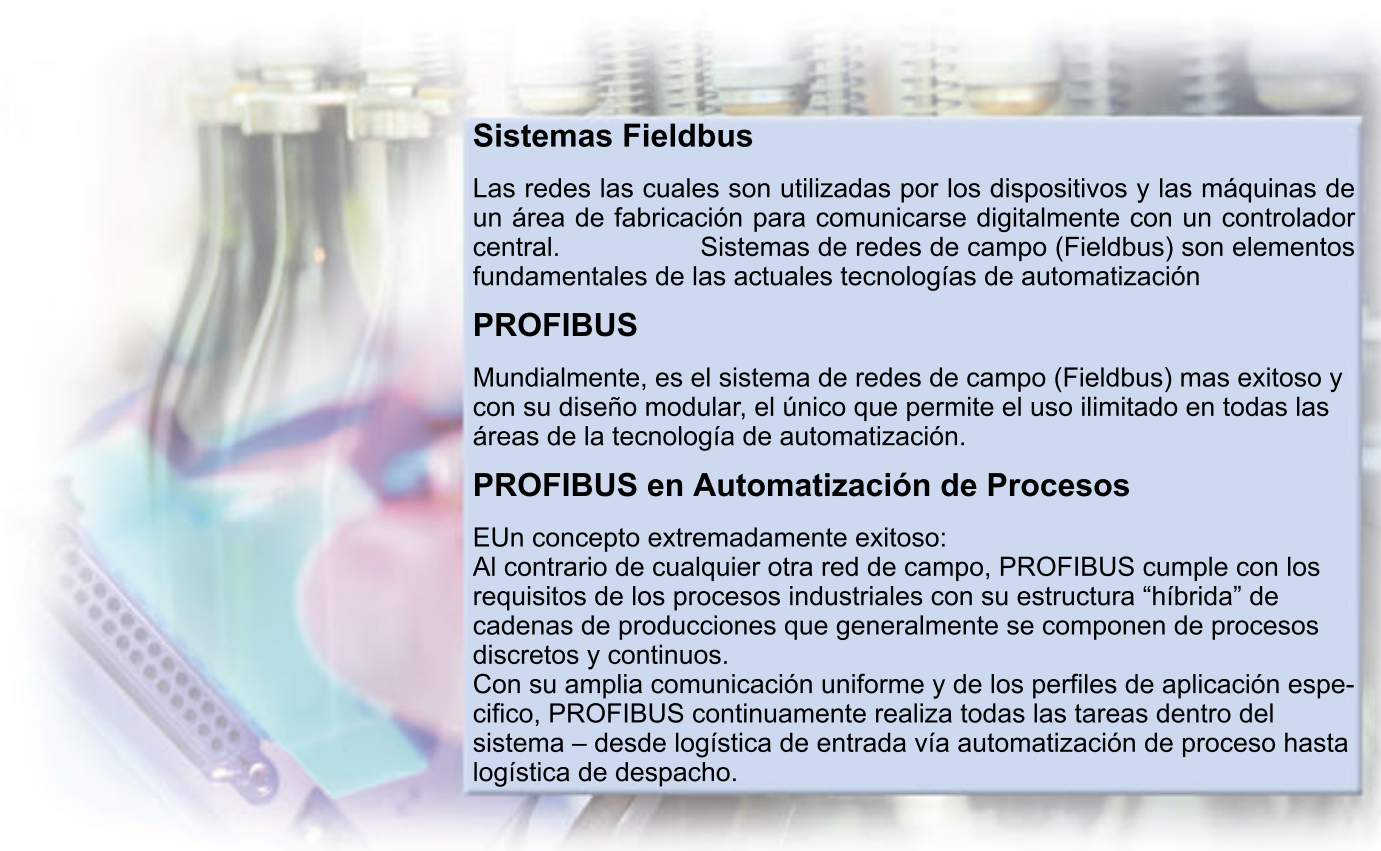 Sistemas Fieldbus
Las redes las cuales son utilizadas por los dispositivos y las máquinas de
un área de fabricación para comunicarse digitalmente con un controlador
central. Sistemas de redes de campo (Fieldbus) son elementos
fundamentales de las actuales tecnologías de automatización
PROFIBUS
Mundialmente, es el sistema de redes de campo (Fieldbus) mas exitoso y
con su diseño modular, el único que permite el uso ilimitado en todas las
áreas de la tecnología de automatización.
PROFIBUS en Automatización de Procesos
EUn concepto extremadamente exitoso:
Al contrario de cualquier otra red de campo, PROFIBUS cumple con los
requisitos de los procesos industriales con su estructura “híbrida” de
cadenas de producciones que generalmente se componen de procesos
discretos y continuos.
Con su amplia comunicación uniforme y de los perfiles de aplicación espe-
cifico, PROFIBUS continuamente realiza todas las tareas dentro del
sistema – desde logística de entrada vía automatización de proceso hasta
logística de despacho.